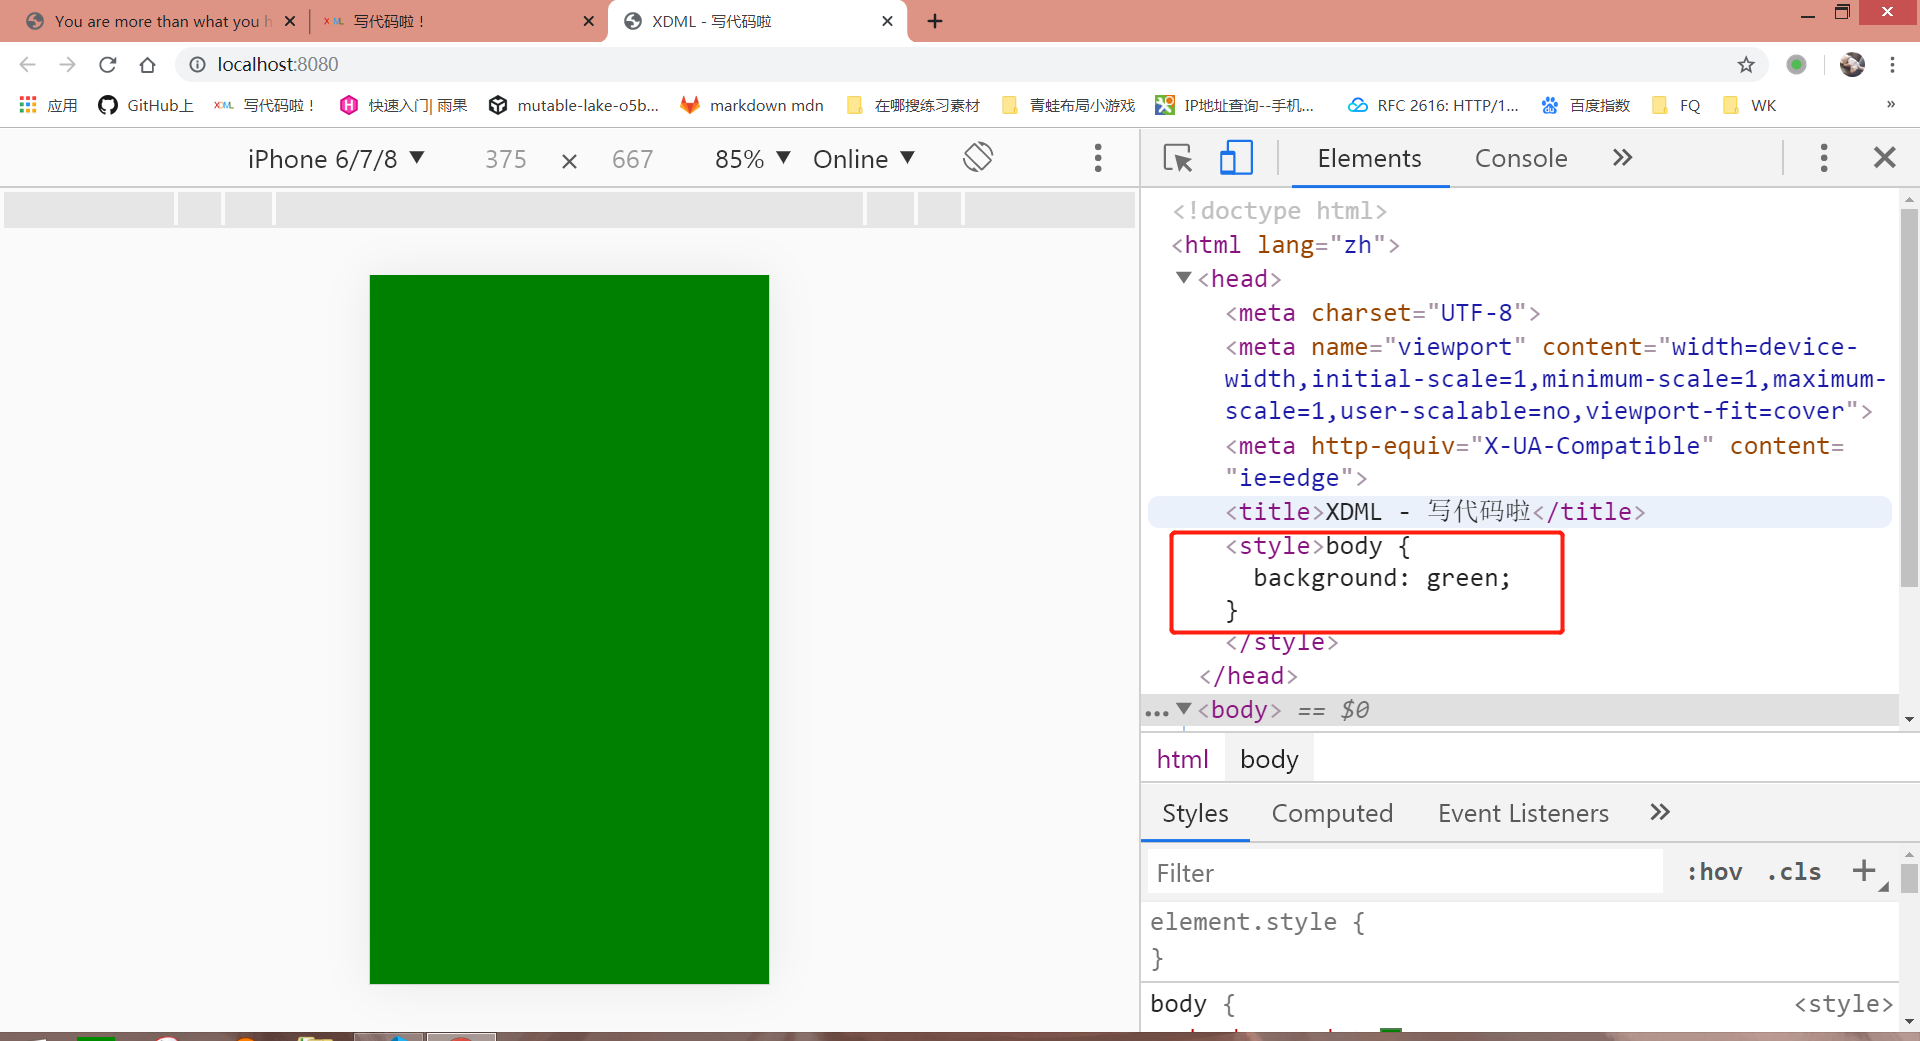 You are more than what you h
写代码啦！
XDML - 写代码啦
localhost:8080
应用
GitHub上
写代码啦！
快速入门| 雨果
mutable-lake-o5b...
markdown mdn
在哪搜练习素材
青蛙布局小游戏
IP地址查询--手机...
RFC 2616: HTTP/1...
百度指数
FQ
WK
»
iPhone 6/7/8 ▼ 375 × 667 85% ▼ Online ▼
Elements Console »
<!doctype html>
<html lang="zh">
▼<head>
<meta charset="UTF-8">
<meta name="viewport" content="width=device-
width,initial-scale=1,minimum-scale=1,maximum-
scale=1,user-scalable=no,viewport-fit=cover">
<meta http-equiv="X-UA-Compatible" content=
"ie=edge">
<title>XDML - 写代码啦</title>
<style>body {
background: green;
}
</style>
</head>
... ▼<body> == $0
html body
Styles Computed Event Listeners »
Filter :hov .cls +
element.style {
}
body { <style>